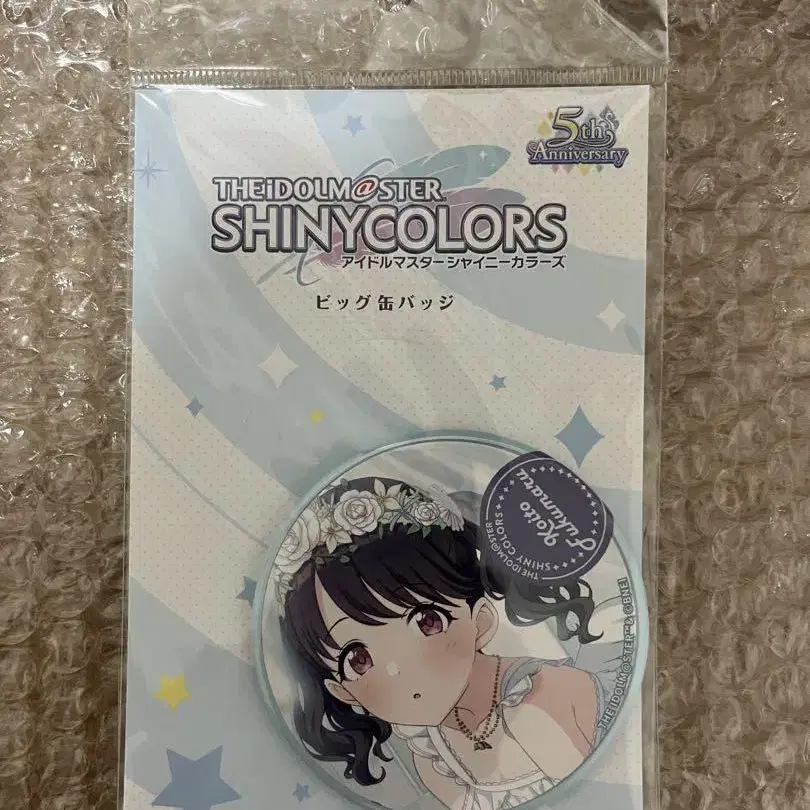 5th
Anniversary
THE iDOLM@STER
SHINYCOLORS
アイドルマスターシャイニーカラーズ
ビッグ缶バッジ
Koito
Fukumaru
THE iDOLM@STER
SHINY COLORS
THE iDOLM@STER™& ©BNEI